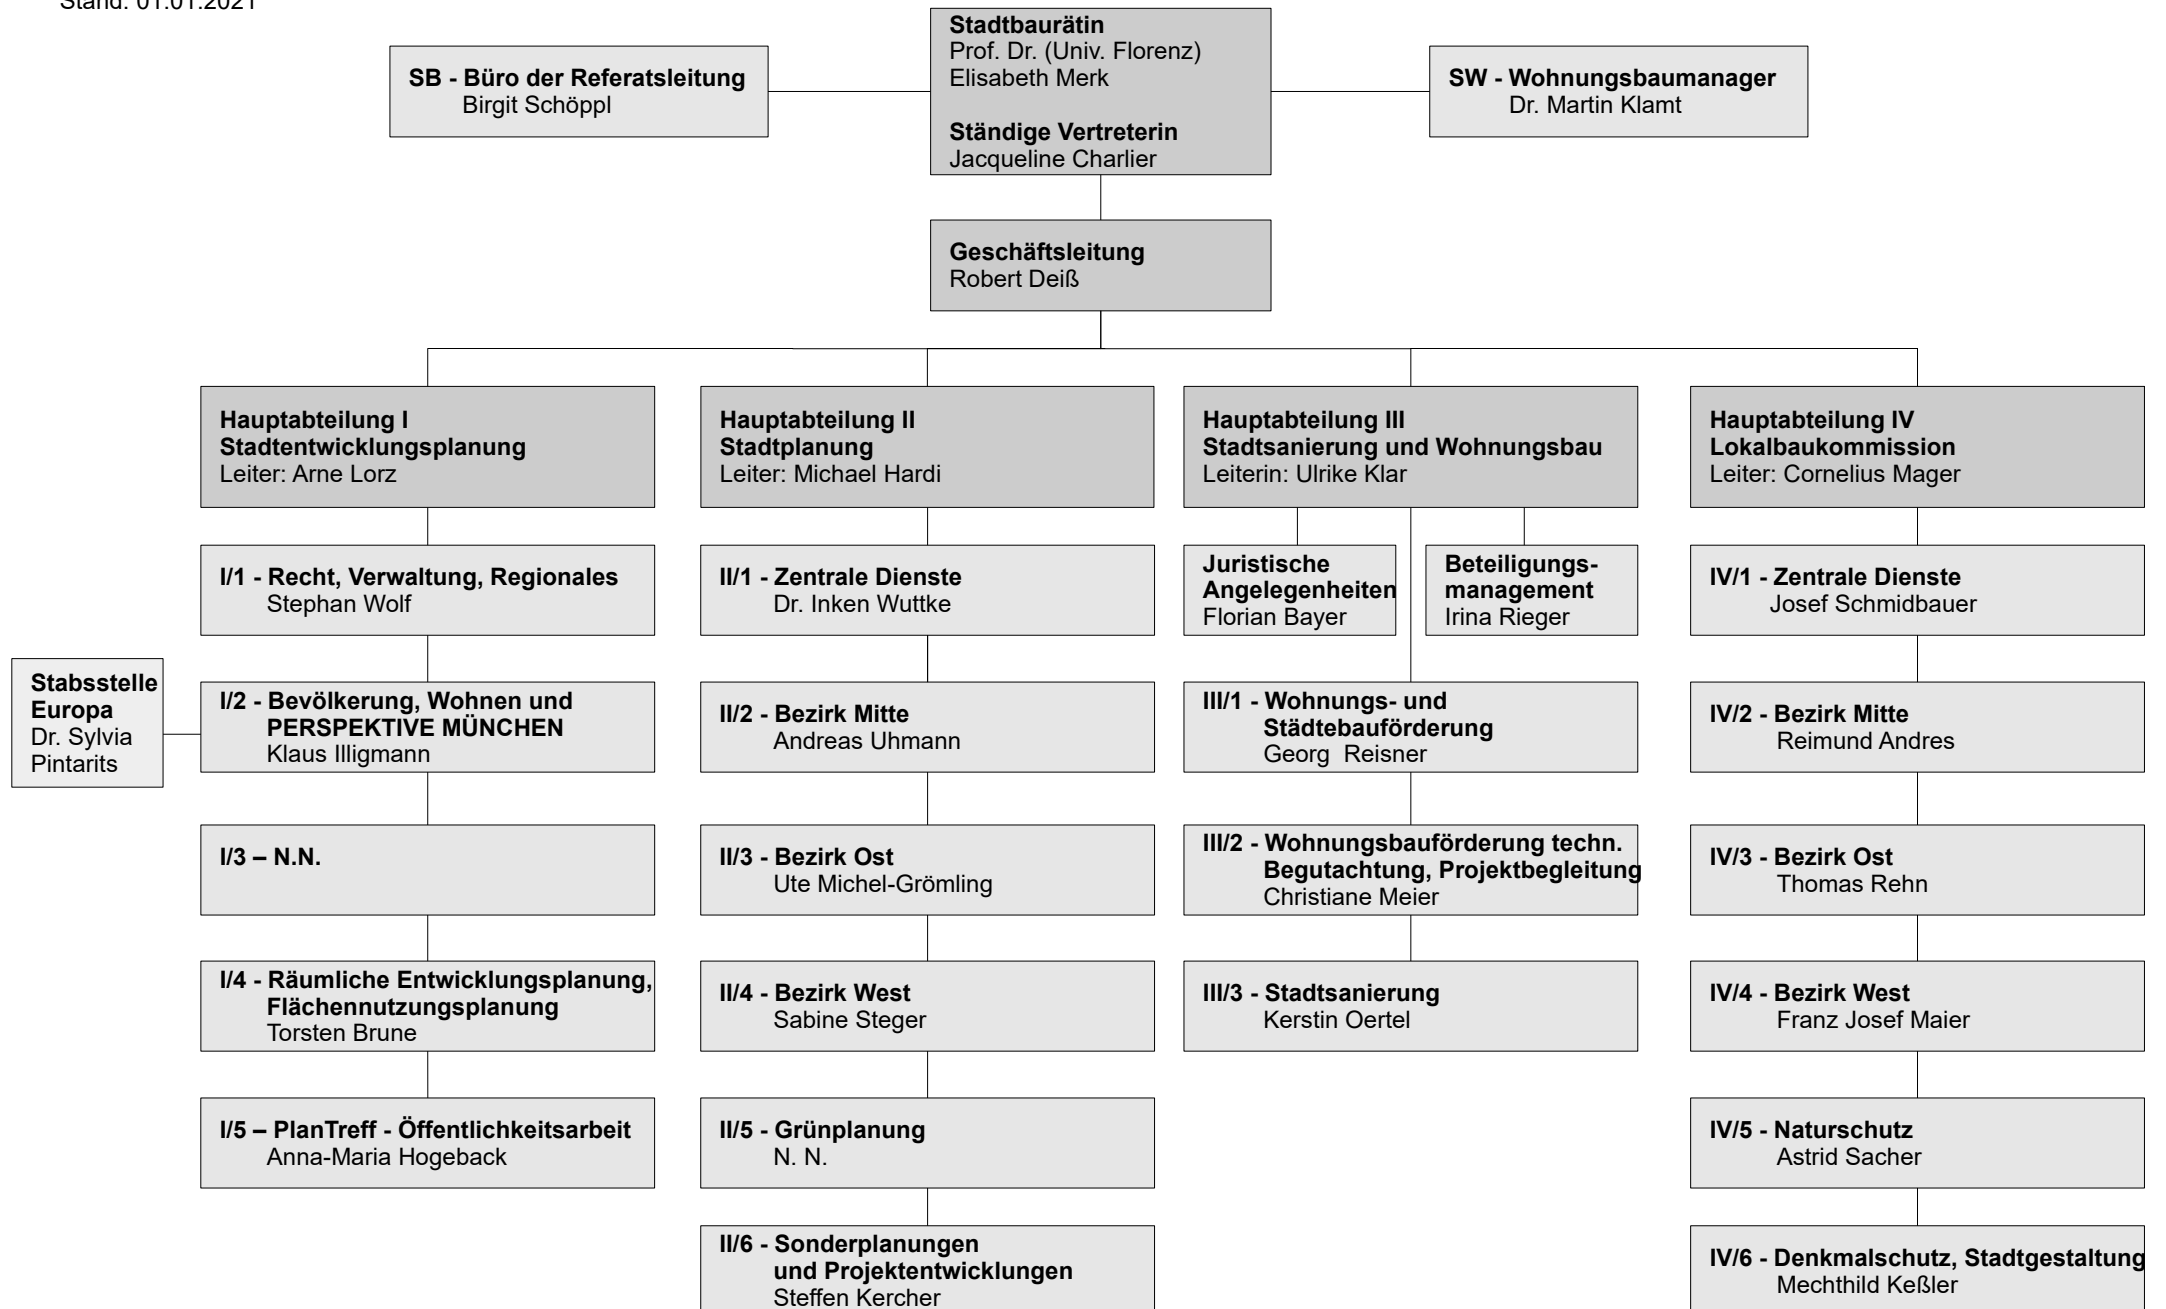 Stand: 01.01.2021
Stadtbaurätin
Prof. Dr. (Univ. Florenz)
Elisabeth Merk
Ständige Vertreterin
Jacqueline Charlier
SB - Büro der Referatsleitung
Birgit Schöppl
SW - Wohnungsbaumanager
Dr. Martin Klamt
Geschäftsleitung
Robert Deiß
Hauptabteilung I
Stadtentwicklungsplanung
Leiter: Arne Lorz
I/1 - Recht, Verwaltung, Regionales
Stephan Wolf
Stabsstelle
Europa
Dr. Sylvia
Pintarits
I/2 - Bevölkerung, Wohnen und
PERSPEKTIVE MÜNCHEN
Klaus Illigmann
I/3 – N.N.
I/4 - Räumliche Entwicklungsplanung,
Flächennutzungsplanung
Torsten Brune
I/5 – PlanTreff - Öffentlichkeitsarbeit
Anna-Maria Hogeback
Hauptabteilung II
Stadtplanung
Leiter: Michael Hardi
II/1 - Zentrale Dienste
Dr. Inken Wuttke
II/2 - Bezirk Mitte
Andreas Uhmann
II/3 - Bezirk Ost
Ute Michel-Grömling
II/4 - Bezirk West
Sabine Steger
II/5 - Grünplanung
N. N.
II/6 - Sonderplanungen
und Projektentwicklungen
Steffen Kercher
Hauptabteilung III
Stadtsanierung und Wohnungsbau
Leiterin: Ulrike Klar
Juristische
Angelegenheiten
Florian Bayer
Beteiligungs-
management
Irina Rieger
III/1 - Wohnungs- und
Städtebauförderung
Georg  Reisner
III/2 - Wohnungsbauförderung techn.
Begutachtung, Projektbegleitung
Christiane Meier
III/3 - Stadtsanierung
Kerstin Oertel
Hauptabteilung IV
Lokalbaukommission
Leiter: Cornelius Mager
IV/1 - Zentrale Dienste
Josef Schmidbauer
IV/2 - Bezirk Mitte
Reimund Andres
IV/3 - Bezirk Ost
Thomas Rehn
IV/4 - Bezirk West
Franz Josef Maier
IV/5 - Naturschutz
Astrid Sacher
IV/6 - Denkmalschutz, Stadtgestaltung
Mechthild Keßler